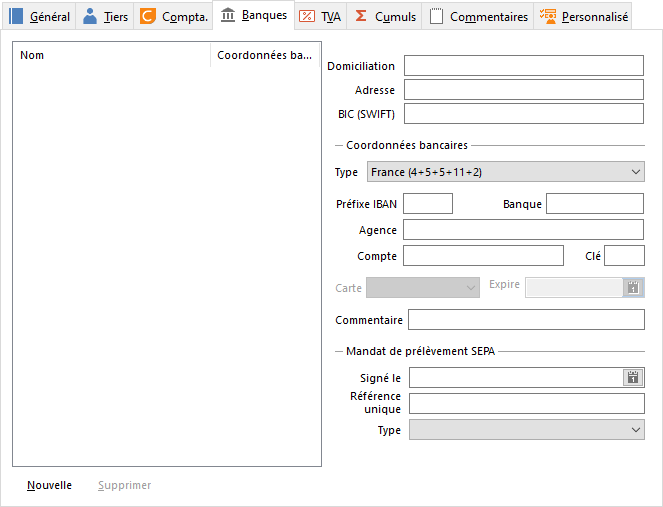 Général Tiers Compta. Banques TVA Cumuls Commentaires Personnalisé
Nom Coordonnées ba...
Domiciliation
Adresse
BIC (SWIFT)
Coordonnées bancaires
Type France (4+5+5+11+2)
Préfixe IBAN Banque
Agence
Compte Clé
Carte Expire
Commentaire
Mandat de prélèvement SEPA
Signé le
Référence
unique
Type
Nouvelle Supprimer